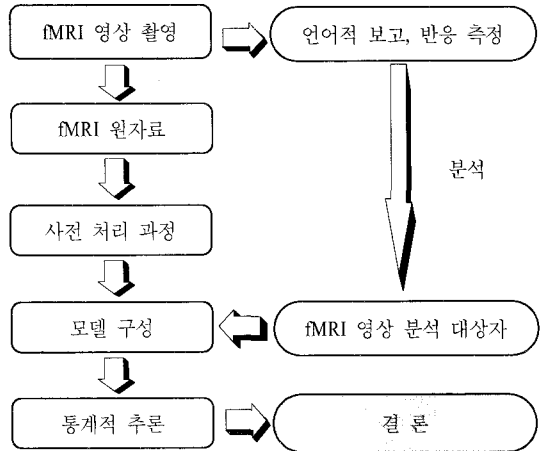 fMRI 영상 촬영
언어적 보고, 반응 측정
fMRI 원자료
분석
사전 처리 과정
모델 구성
fMRI 영상 분석 대상자
통계적 추론
결 론